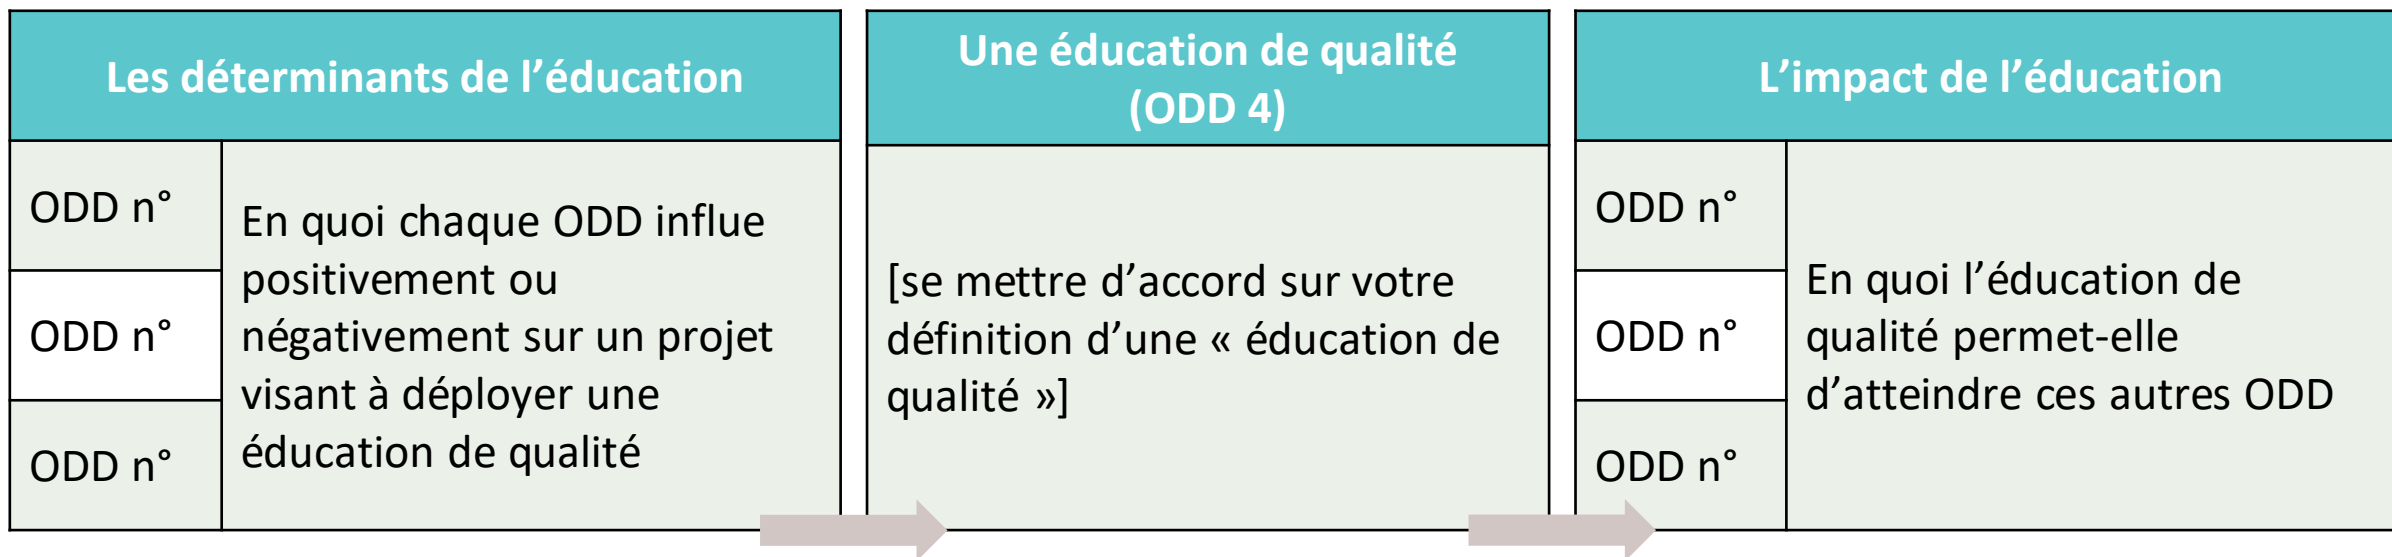 Les déterminants de l’éducation
ODD n°
ODD n°
ODD n°
En quoi chaque ODD influe
positivement ou
négativement sur un projet
visant à déployer une
éducation de qualité
Une éducation de qualité
(ODD 4)
[se mettre d’accord sur votre
définition d’une « éducation de
qualité »]
L’impact de l’éducation
ODD n°
ODD n°
ODD n°
En quoi l’éducation de
qualité permet-elle
d’atteindre ces autres ODD